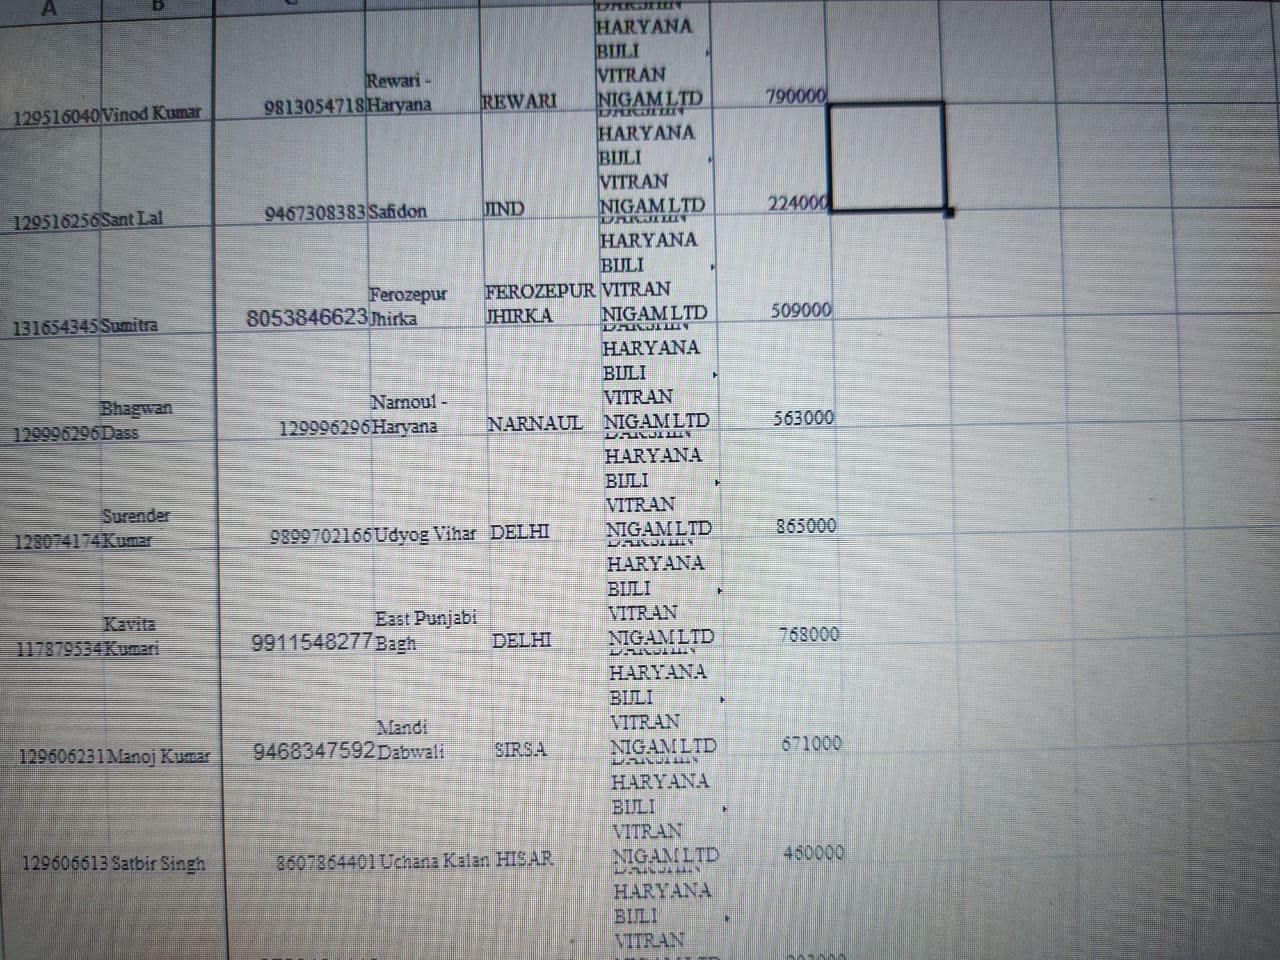 A B C
DAKSHIN
HARYANA
BIJLI
VITRAN
129516040 Vinod Kumar 9813054718 Rewari -
Haryana REWARI NIGAM LTD 790000
DAKSHIN
HARYANA
BIJLI
VITRAN
129516256 Sant Lal 9467308383 Safidon JIND NIGAM LTD 224000
DAKSHIN
HARYANA
BIJLI
Ferozepur FEROZEPUR VITRAN
131654345 Sumitra 8053846623 Jhirka JHIRKA NIGAM LTD 509000
DAKSHIN
HARYANA
BIJLI
Bhagwan Narnoul - VITRAN
129996296 Dass 129996296 Haryana NARNAUL NIGAM LTD 563000
DAKSHIN
HARYANA
BIJLI
Surender VITRAN
128074174 Kumar 9899702166 Udyog Vihar DELHI NIGAM LTD 865000
DAKSHIN
HARYANA
BIJLI
Kavita East Punjabi VITRAN
117879534 Kumari 9911548277 Bagh DELHI NIGAM LTD 768000
DAKSHIN
HARYANA
BIJLI
Mandi VITRAN
129606231 Manoj Kumar 9468347592 Dabwali SIRSA NIGAM LTD 671000
DAKSHIN
HARYANA
BIJLI
VITRAN
129606613 Satbir Singh 8607864401 Uchana Kalan HISAR NIGAM LTD 460000
DAKSHIN
HARYANA
BIJLI
VITRAN
NIGAM LTD